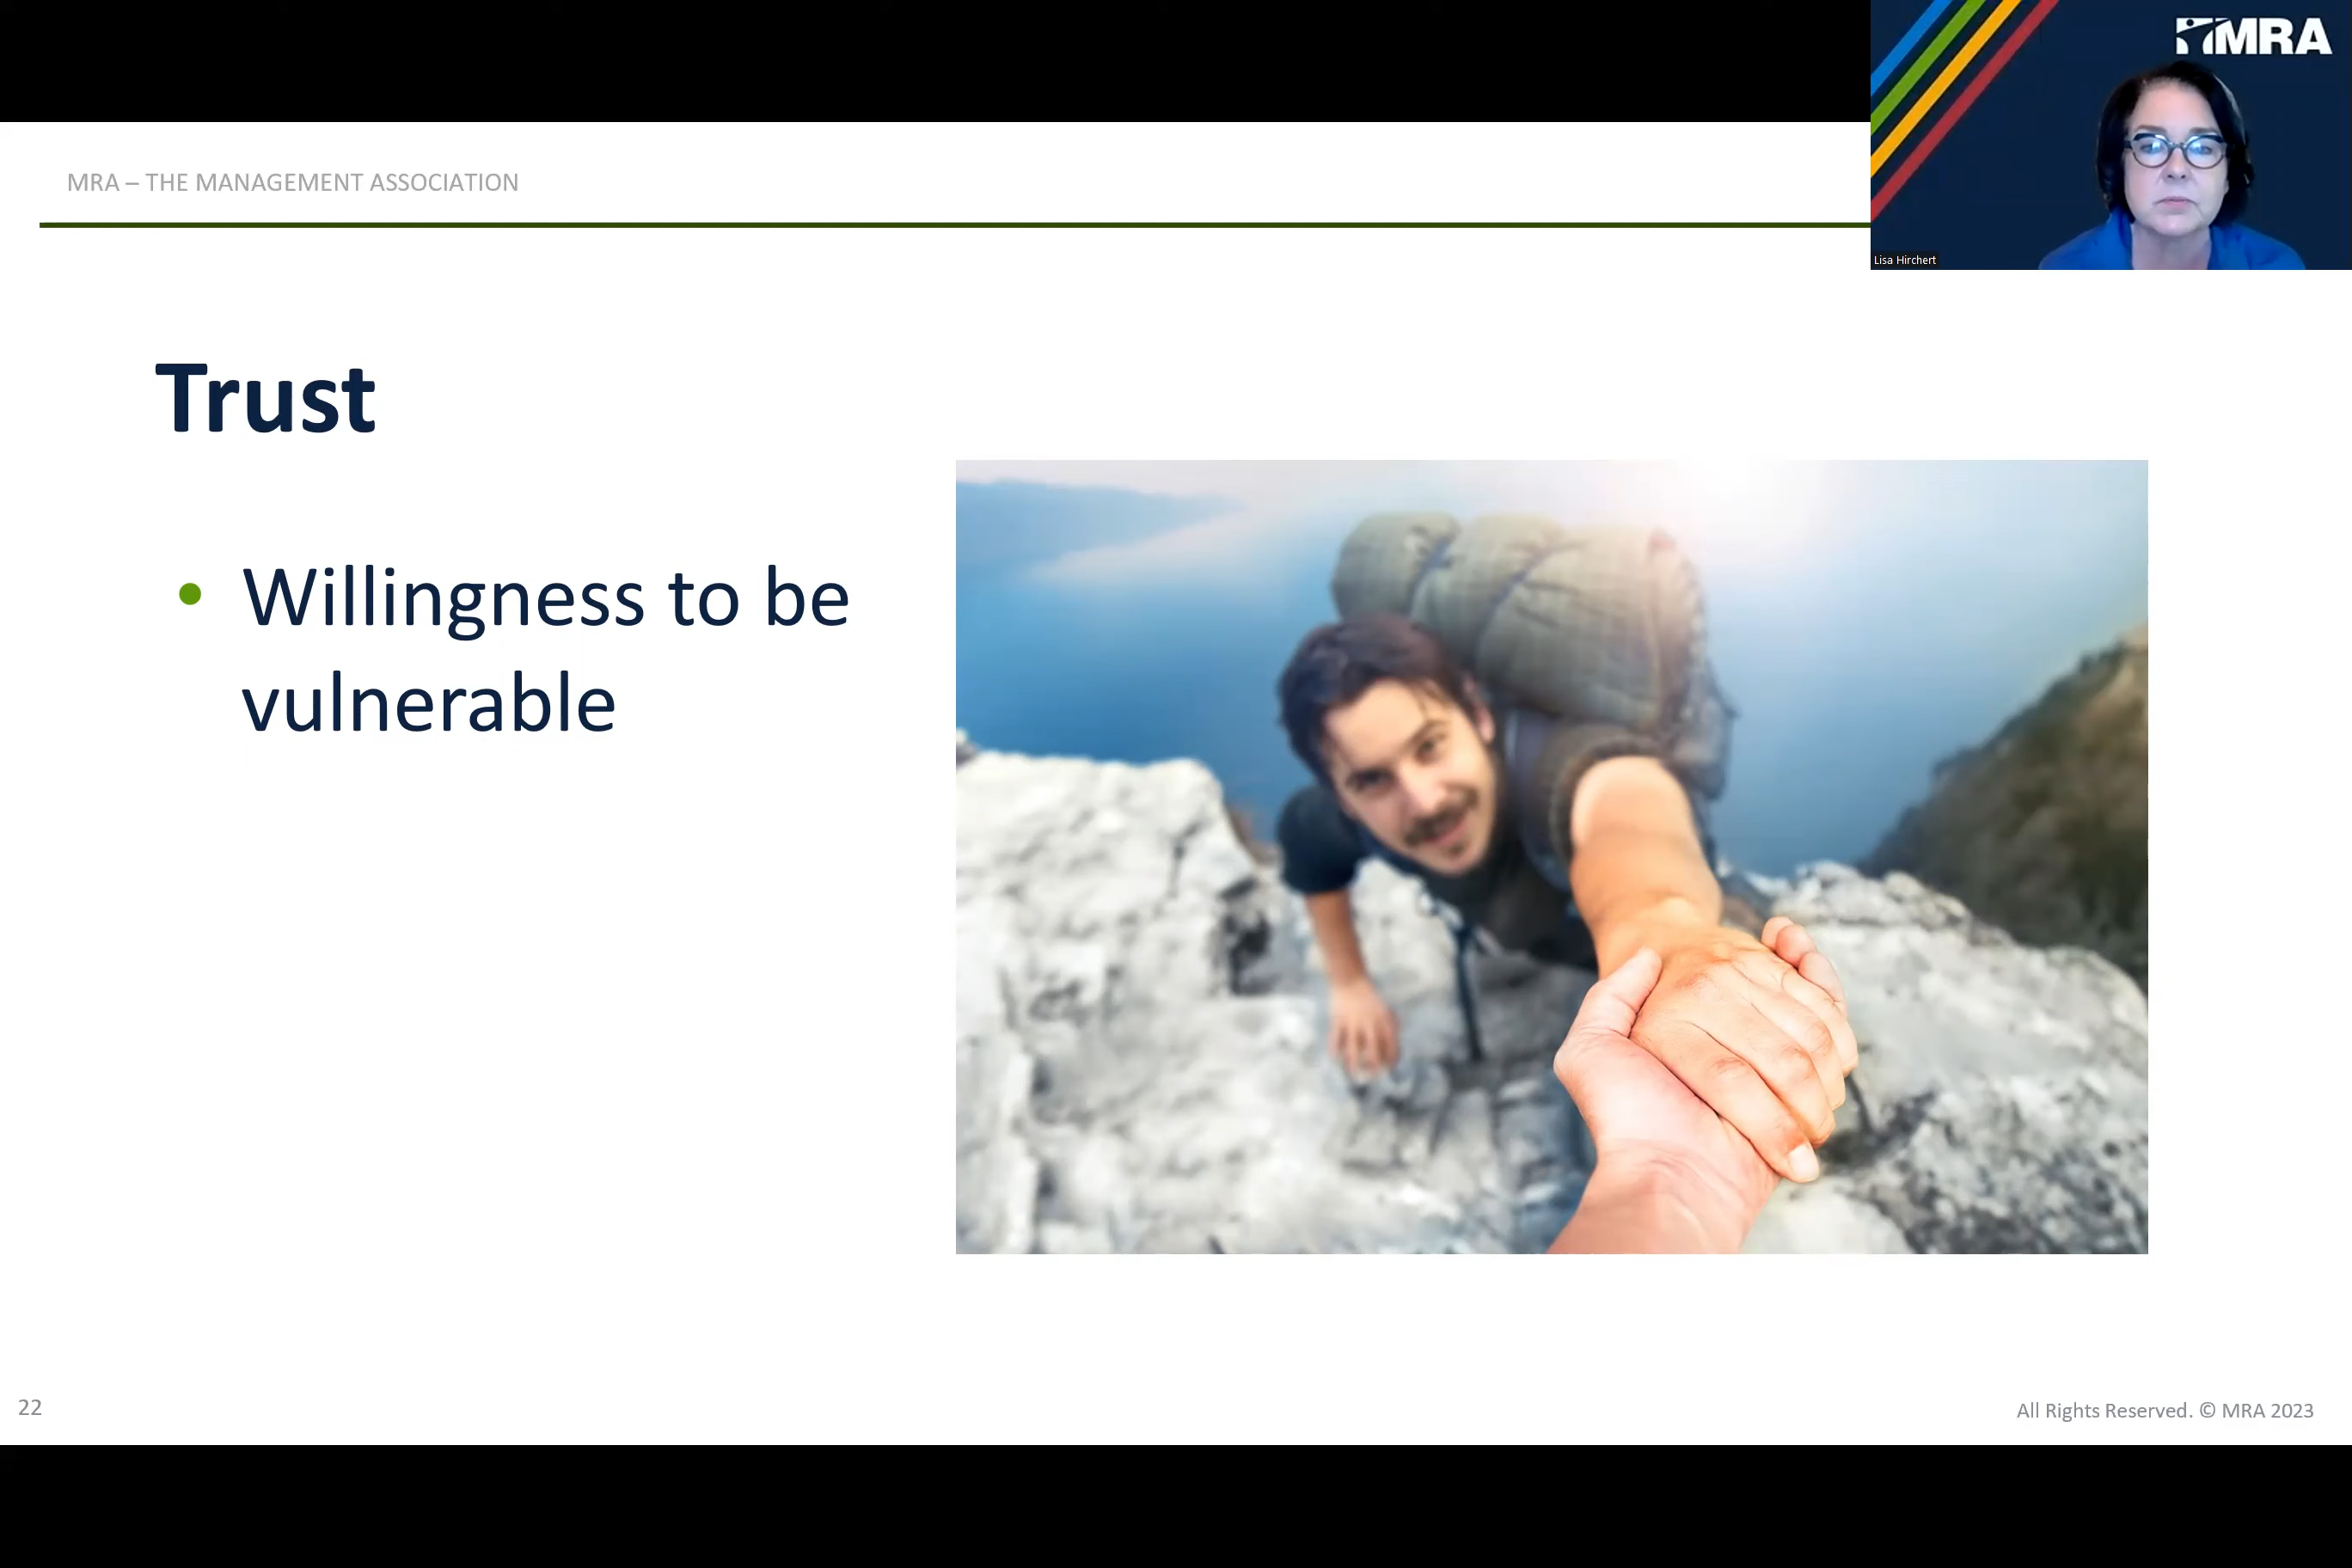 MRA
MRA – THE MANAGEMENT ASSOCIATION
Lisa Hirchert
Trust
• Willingness to be
vulnerable
22
All Rights Reserved. © MRA 2023